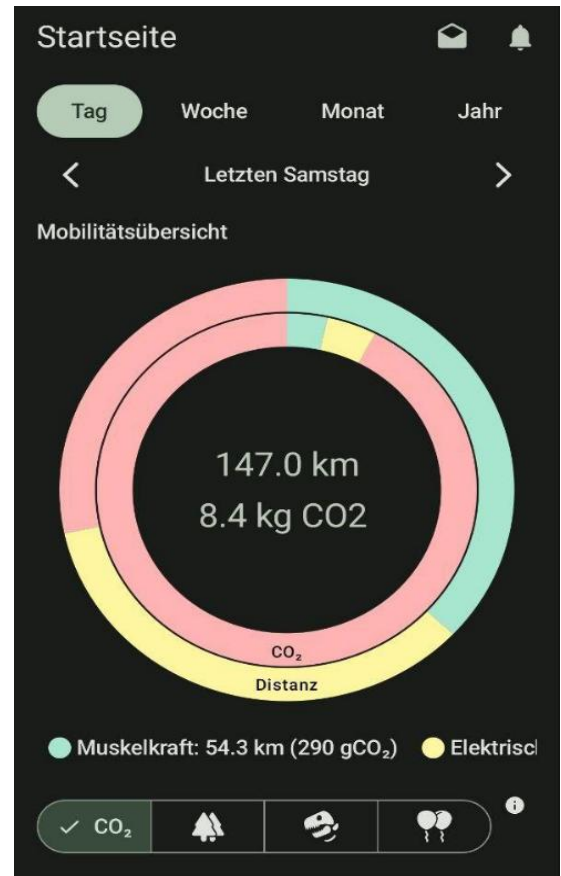 Startseite
Tag Woche Monat Jahr
Letzten Samstag
Mobilitätsübersicht
147.0 km
8.4 kg CO2
CO₂
Distanz
Muskelkraft: 54.3 km (290 gCO₂) Elektrisc
CO₂